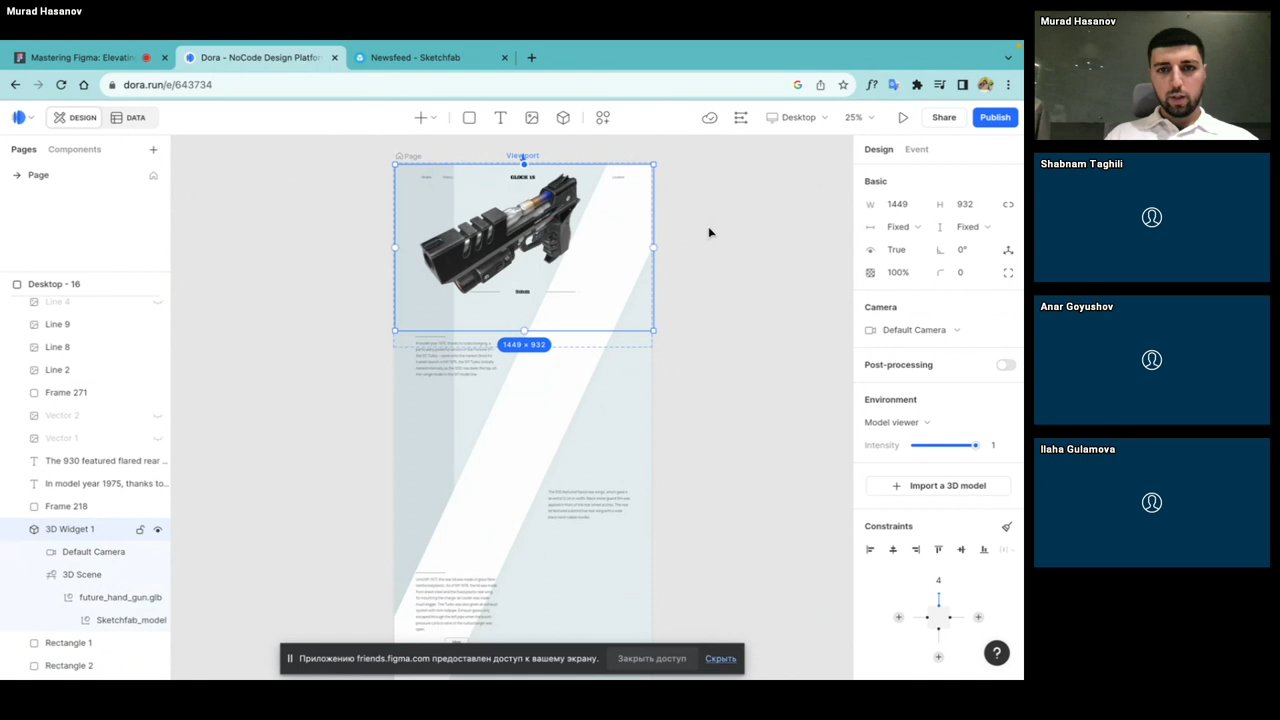 Murad Hasanov
Mastering Figma: Elevatin
Dora - NoCode Design Platfor
Newsfeed - Sketchfab
dora.run/e/643734
DESIGN
DATA
Desktop
25%
Share
Publish
Pages
Components
Page
Desktop - 16
Line 4
Line 9
Line 8
Line 2
Frame 271
Vector 2
Vector 1
The 930 featured flared rear ...
In model year 1975, thanks to...
Frame 218
3D Widget 1
Default Camera
3D Scene
future_hand_gun.glb
Sketchfab_model
Rectangle 1
Rectangle 2
Page
Viewport
GLOCK 18
1449 × 932
Design
Event
Basic
W 1449 H 932
Fixed Fixed
True 0°
100% 0
Camera
Default Camera
Post-processing
Environment
Model viewer
Intensity 1
+ Import a 3D model
Constraints
4
?
Приложению friends.figma.com предоставлен доступ к вашему экрану.
Закрыть доступ
Скрыть
Murad Hasanov
Shabnam Taghili
Anar Goyushov
Ilaha Gulamova